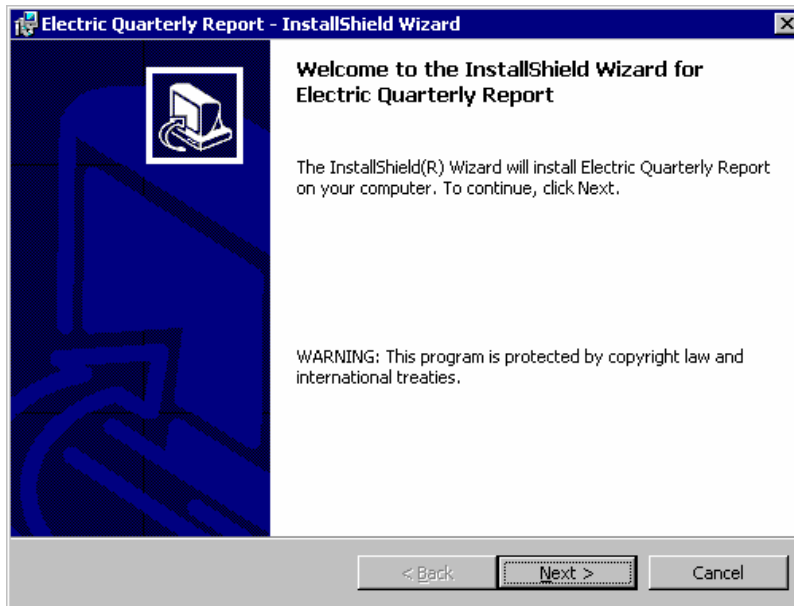 Electric Quarterly Report - InstallShield Wizard
Welcome to the InstallShield Wizard for
Electric Quarterly Report
The InstallShield(R) Wizard will install Electric Quarterly Report
on your computer. To continue, click Next.
WARNING: This program is protected by copyright law and
international treaties.
< Back
Next >
Cancel